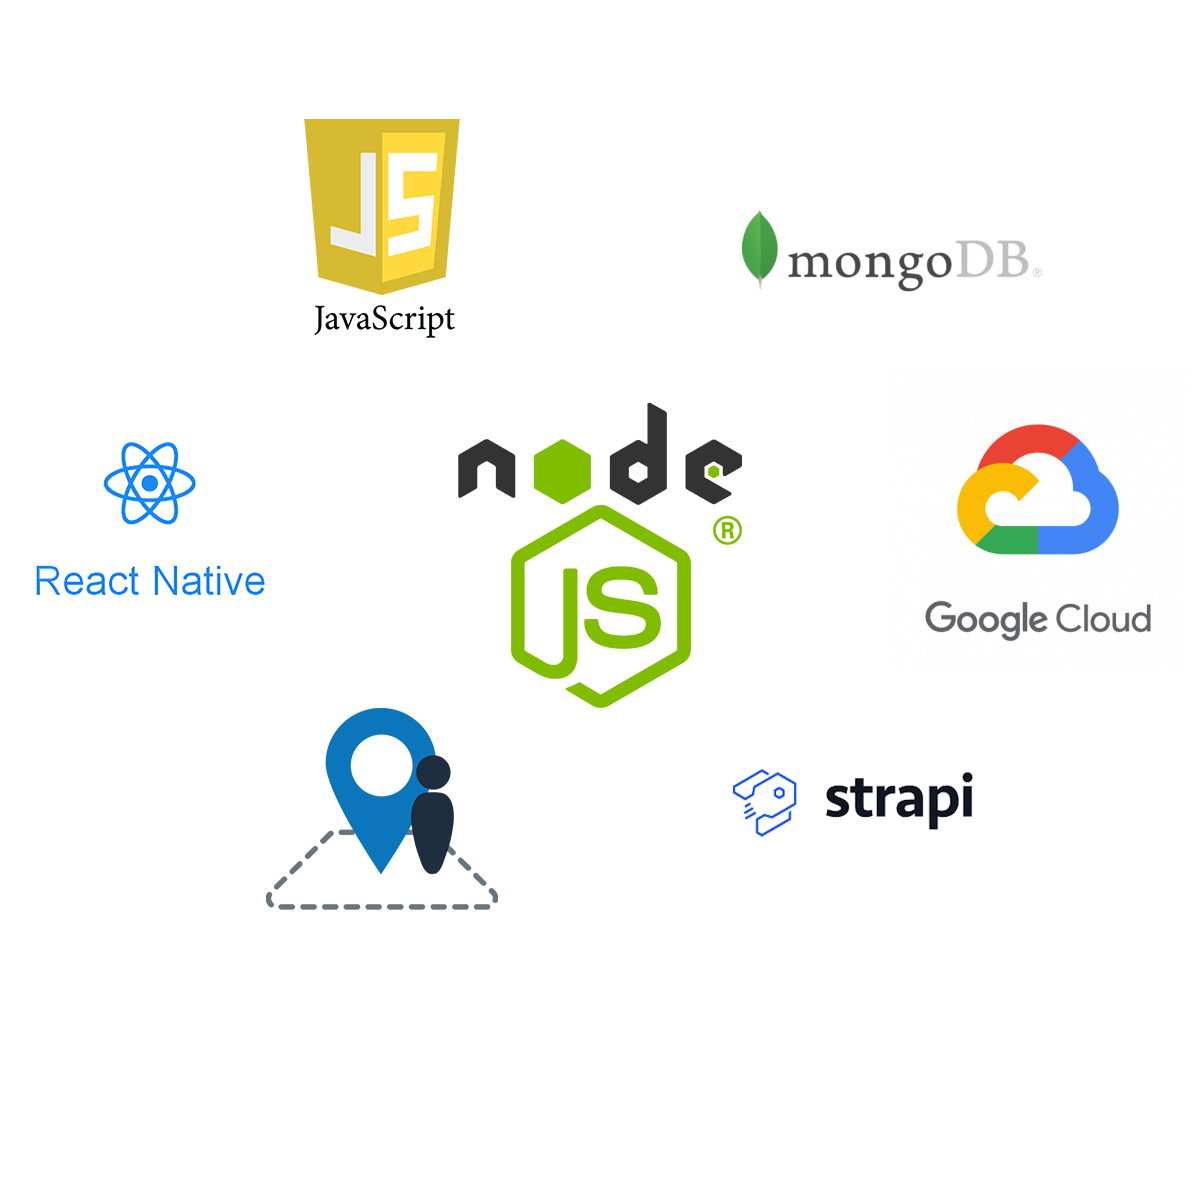 JS
JavaScript
mongoDB®
node
®
JS
React Native
Google Cloud
strapi